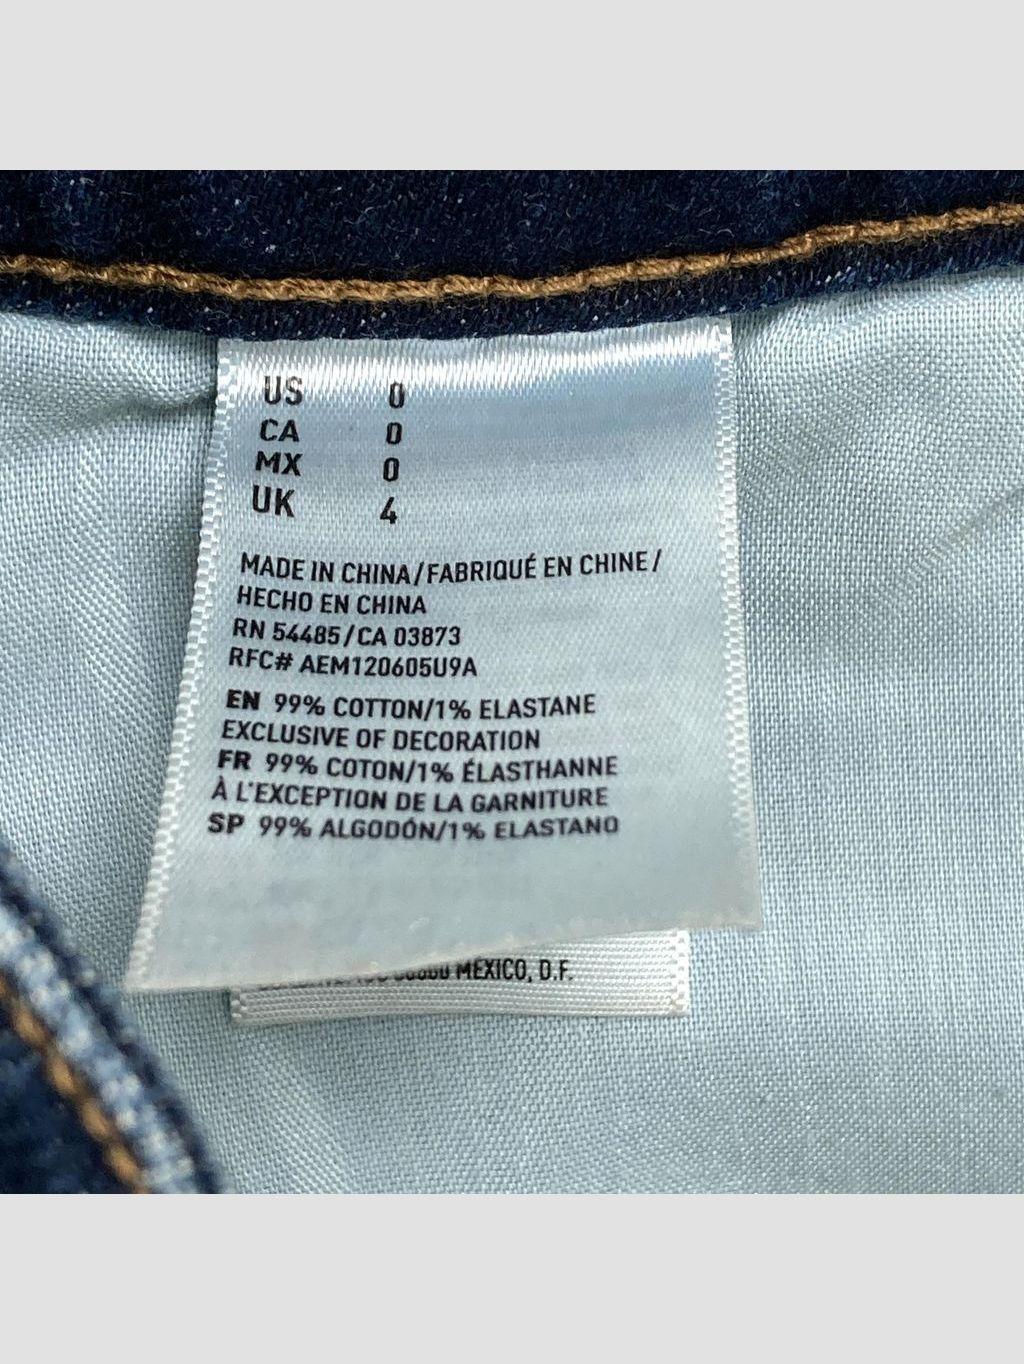 US 0
CA 0
MX 0
UK 4
MADE IN CHINA/FABRIQUÉ EN CHINE/
HECHO EN CHINA
RN 54485/CA 03873
RFC# AEM120605U9A
EN 99% COTTON/1% ELASTANE
EXCLUSIVE OF DECORATION
FR 99% COTON/1% ÉLASTHANNE
À L'EXCEPTION DE LA GARNITURE
SP 99% ALGODÓN/1% ELASTANO
MEXICO, D.F.